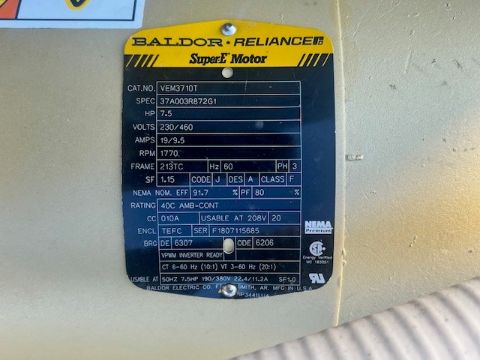 BALDOR • RELIANCE
Super-E Motor
CAT.NO. VEM3710T
SPEC 37A003R872G1
HP 7.5
VOLTS 230/460
AMPS 19/9.5
RPM 1770
FRAME 213TC Hz 60 PH 3
SF 1.15 CODE J DES A CLASS F
NEMA NOM. EFF 91.7 % PF 80 %
RATING 40C AMB-CONT
CC 010A USABLE AT 208V 20
ENCL TEFC SER F1807115685
BRG DE 6307 ODE 6206
VPWM INVERTER READY
CT 6-60 Hz (10:1) VT 3-60 Hz (20:1)
USABLE AT 50HZ 7.5HP 190/380V 22.4/11.2A SF1.0
BALDOR ELECTRIC CO. SMITH, AR. MFG. IN U.S.A.
NEMA
Premium
Energy Verified